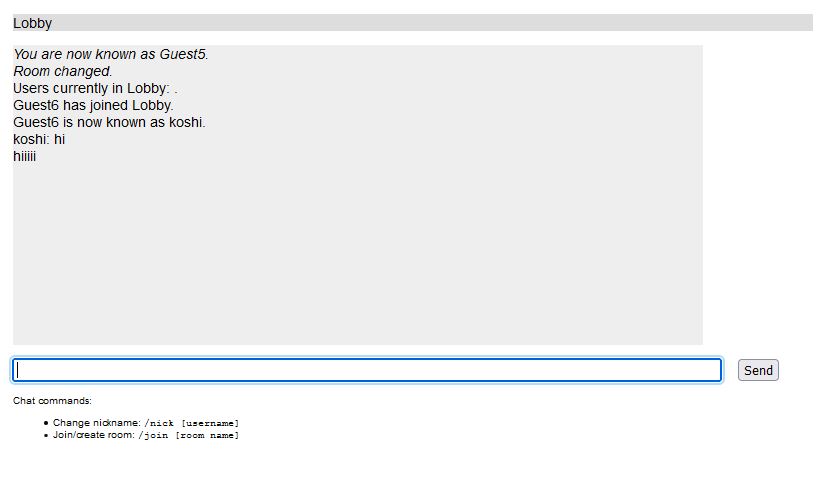 Lobby
You are now known as Guest5.
Room changed.
Users currently in Lobby: .
Guest6 has joined Lobby.
Guest6 is now known as koshi.
koshi: hi
hiiiii
Send
Chat commands:
• Change nickname: /nick [username]
• Join/create room: /join [room name]